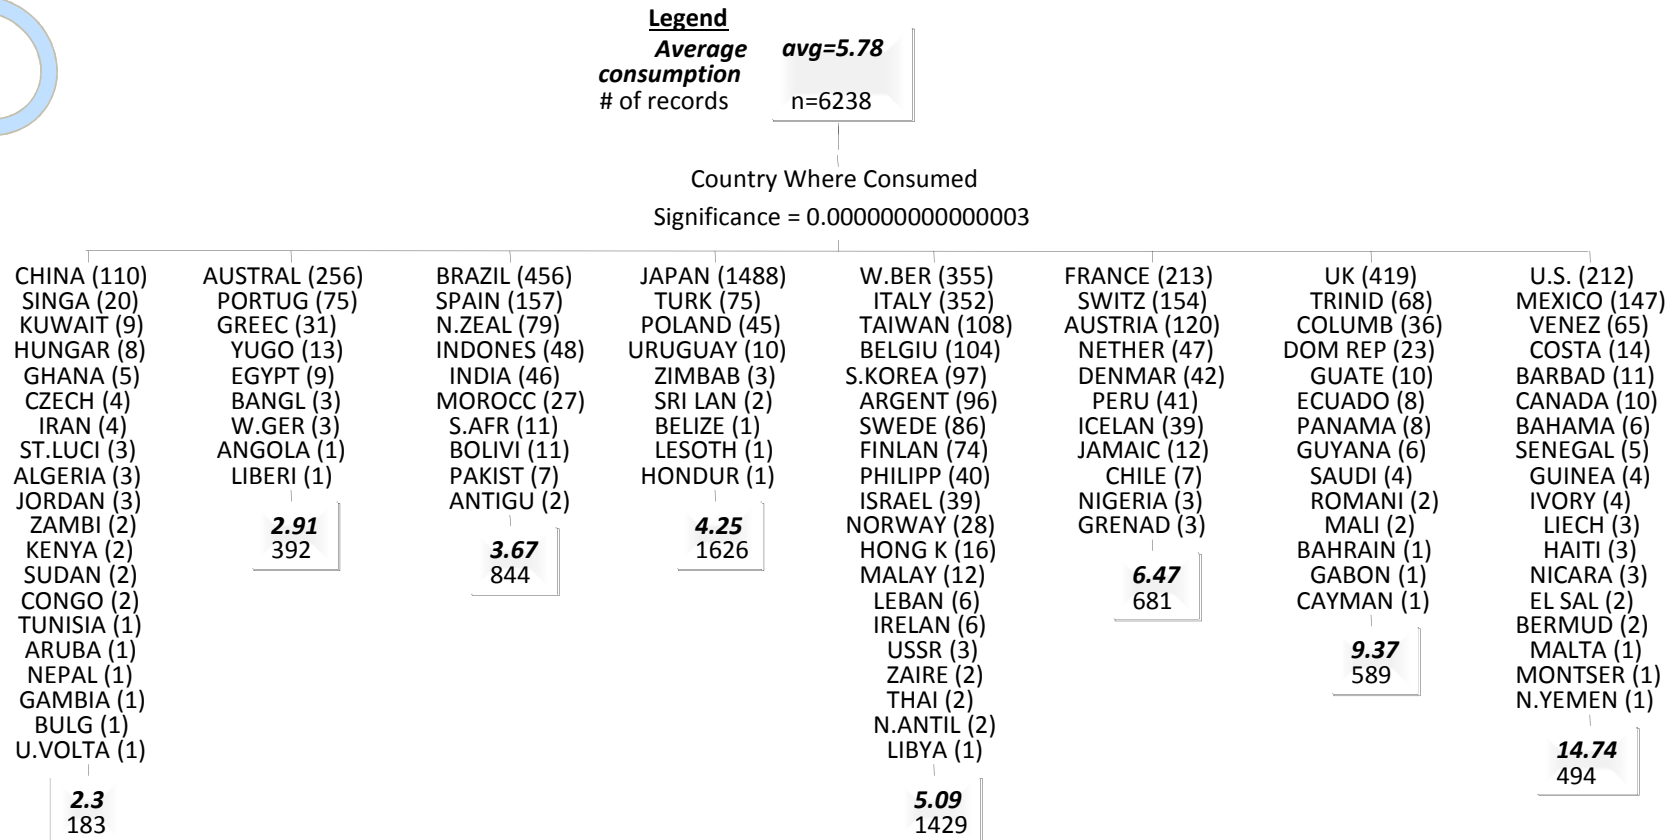 Legend
Average avg=5.78
consumption
# of records n=6238
Country Where Consumed
Significance = 0.000000000000003
CHINA (110)
SINGA (20)
KUWAIT (9)
HUNGAR (8)
GHANA (5)
CZECH (4)
IRAN (4)
ST.LUCI (3)
ALGERIA (3)
JORDAN (3)
ZAMBI (2)
KENYA (2)
SUDAN (2)
CONGO (2)
TUNISIA (1)
ARUBA (1)
NEPAL (1)
GAMBIA (1)
BULG (1)
U.VOLTA (1)
2.3
183
AUSTRAL (256)
PORTUG (75)
GREEC (31)
YUGO (13)
EGYPT (9)
BANGL (3)
W.GER (3)
ANGOLA (1)
LIBERI (1)
2.91
392
BRAZIL (456)
SPAIN (157)
N.ZEAL (79)
INDONES (48)
INDIA (46)
MOROCC (27)
S.AFR (11)
BOLIVI (11)
PAKIST (7)
ANTIGU (2)
3.67
844
JAPAN (1488)
TURK (75)
POLAND (45)
URUGUAY (10)
ZIMBAB (3)
SRI LAN (2)
BELIZE (1)
LESOTH (1)
HONDUR (1)
4.25
1626
W.BER (355)
ITALY (352)
TAIWAN (108)
BELGIU (104)
S.KOREA (97)
ARGENT (96)
SWEDE (86)
FINLAN (74)
PHILIPP (40)
ISRAEL (39)
NORWAY (28)
HONG K (16)
MALAY (12)
LEBAN (6)
IRELAN (6)
USSR (3)
ZAIRE (2)
THAI (2)
N.ANTIL (2)
LIBYA (1)
5.09
1429
FRANCE (213)
SWITZ (154)
AUSTRIA (120)
NETHER (47)
DENMAR (42)
PERU (41)
ICELAN (39)
JAMAIC (12)
CHILE (7)
NIGERIA (3)
GRENAD (3)
6.47
681
UK (419)
TRINID (68)
COLUMB (36)
DOM REP (23)
GUATE (10)
ECUADO (8)
PANAMA (8)
GUYANA (6)
SAUDI (4)
ROMANI (2)
MALI (2)
BAHRAIN (1)
GABON (1)
CAYMAN (1)
9.37
589
U.S. (212)
MEXICO (147)
VENEZ (65)
COSTA (14)
BARBAD (11)
CANADA (10)
BAHAMA (6)
SENEGAL (5)
GUINEA (4)
IVORY (4)
LIECH (3)
HAITI (3)
NICARA (3)
EL SAL (2)
BERMUD (2)
MALTA (1)
MONTSER (1)
N.YEMEN (1)
14.74
494